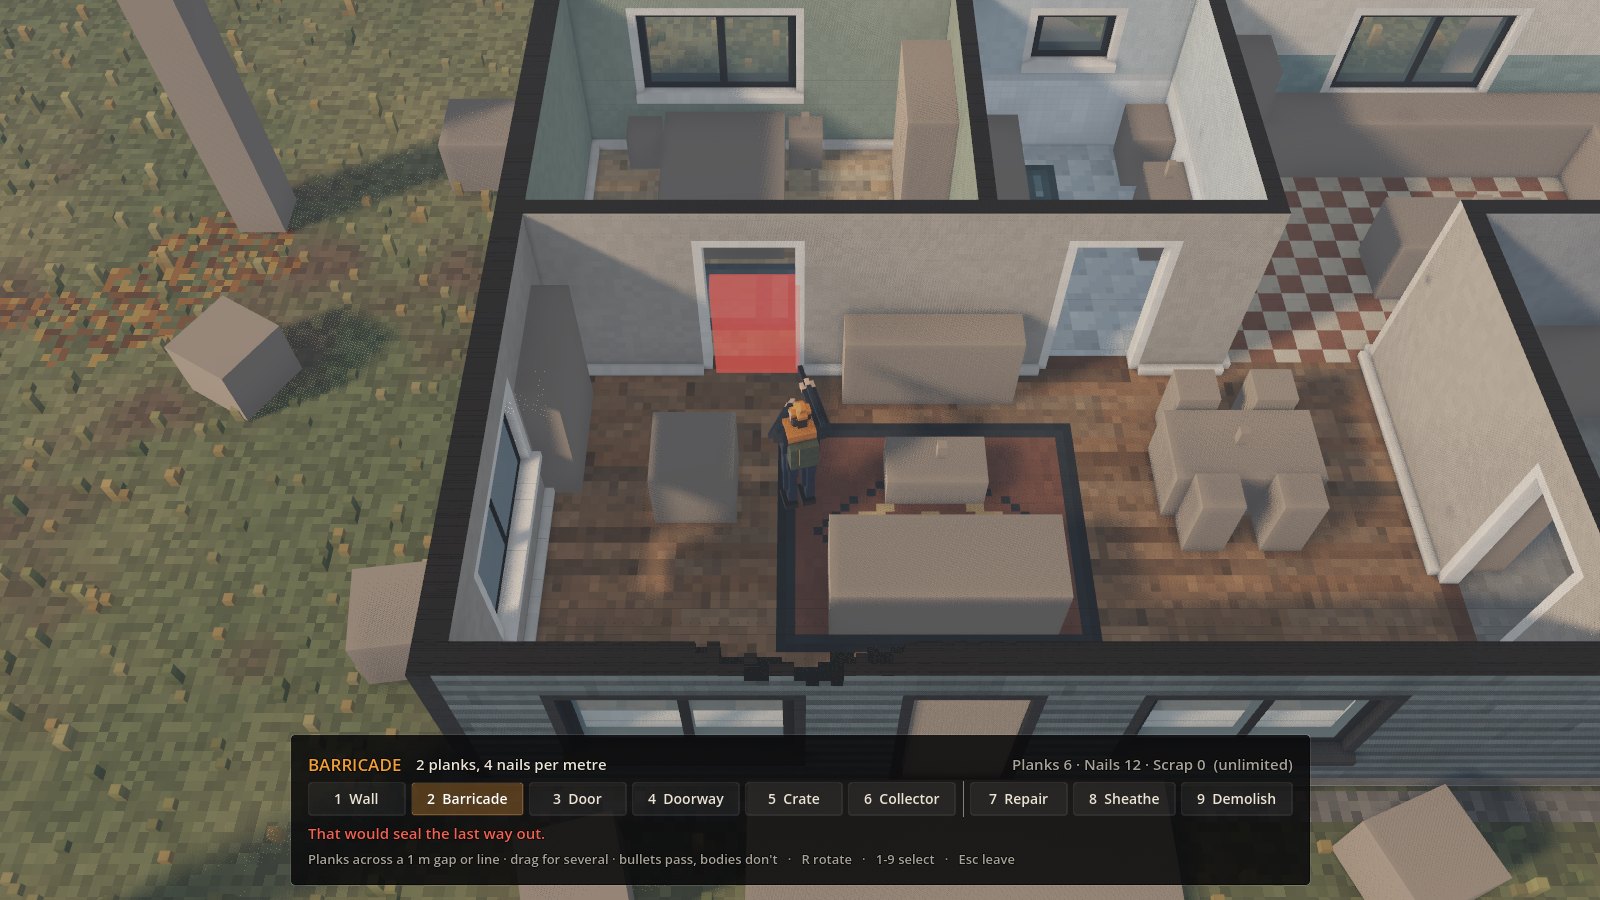 BARRICADE 2 planks, 4 nails per metre Planks 6 · Nails 12 · Scrap 0 (unlimited)
1 Wall 2 Barricade 3 Door 4 Doorway 5 Crate 6 Collector 7 Repair 8 Sheathe 9 Demolish
That would seal the last way out.
Planks across a 1 m gap or line · drag for several · bullets pass, bodies don't · R rotate · 1-9 select · Esc leave